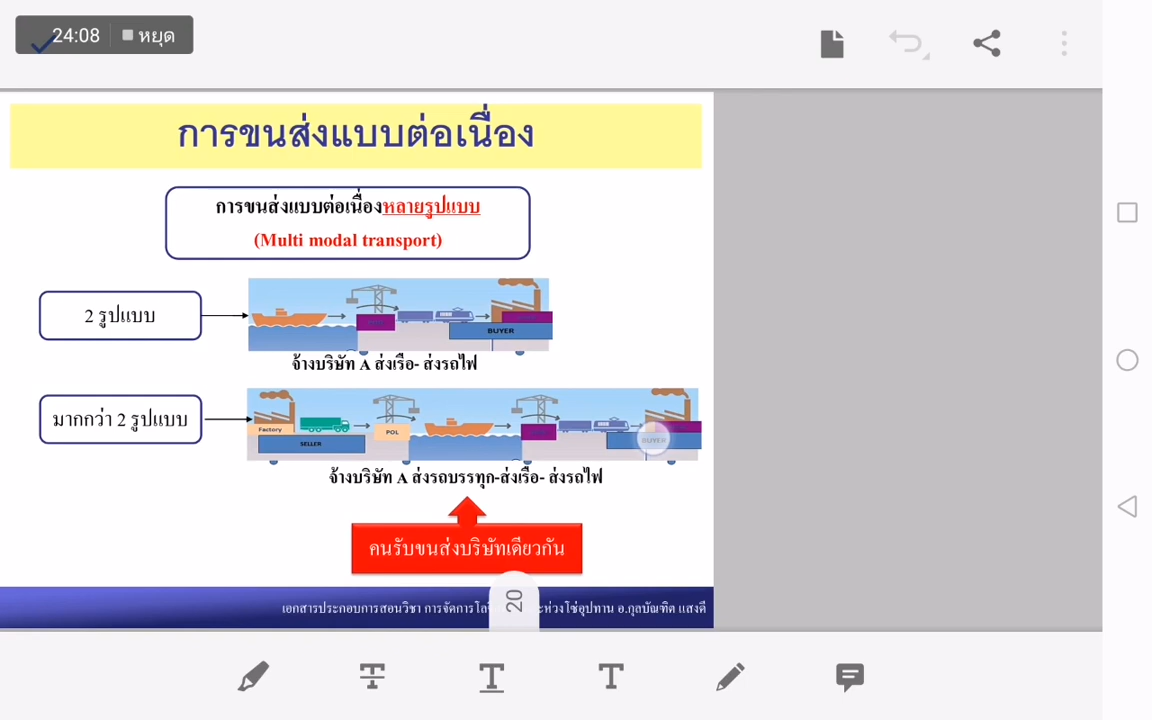 24:08 หยุด
การขนส่งแบบต่อเนื่อง
การขนส่งแบบต่อเนื่องหลายรูปแบบ
(Multi modal transport)
2 รูปแบบ
BUYER
จ้างบริษัท A ส่งเรือ- ส่งรถไฟ
มากกว่า 2 รูปแบบ
Factory
POL
SELLER
BUYER
จ้างบริษัท A ส่งรถบรรทุก-ส่งเรือ- ส่งรถไฟ
คนรับขนส่งบริษัทเดียวกัน
20
เอกสารประกอบการสอนวิชา การจัดการโล ะห่วงโซ่อุปทาน อ.กุลบัณฑิต แสงดี